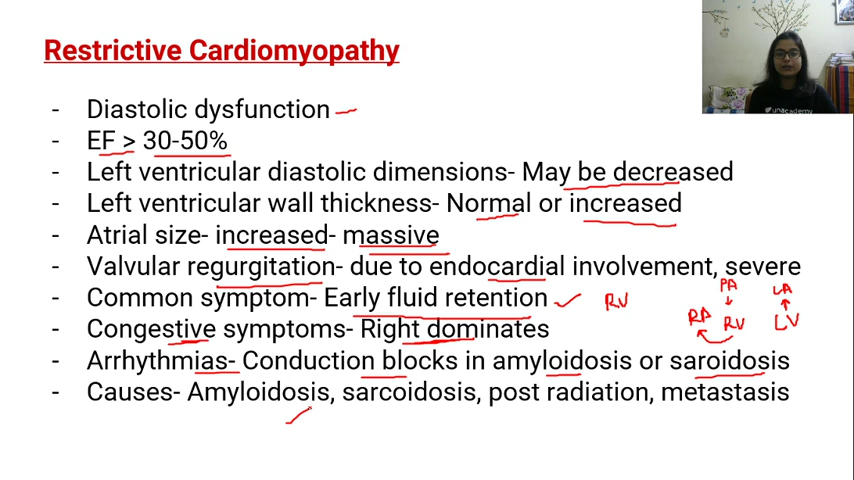 Restrictive Cardiomyopathy
- Diastolic dysfunction
- EF > 30-50%
- Left ventricular diastolic dimensions- May be decreased
- Left ventricular wall thickness- Normal or increased
- Atrial size- increased- massive
- Valvular regurgitation- due to endocardial involvement, severe
- Common symptom- Early fluid retention RV
- Congestive symptoms- Right dominates
- Arrhythmias- Conduction blocks in amyloidosis or saroidosis
- Causes- Amyloidosis, sarcoidosis, post radiation, metastasis
PA LA
RA RV LV
unacademy